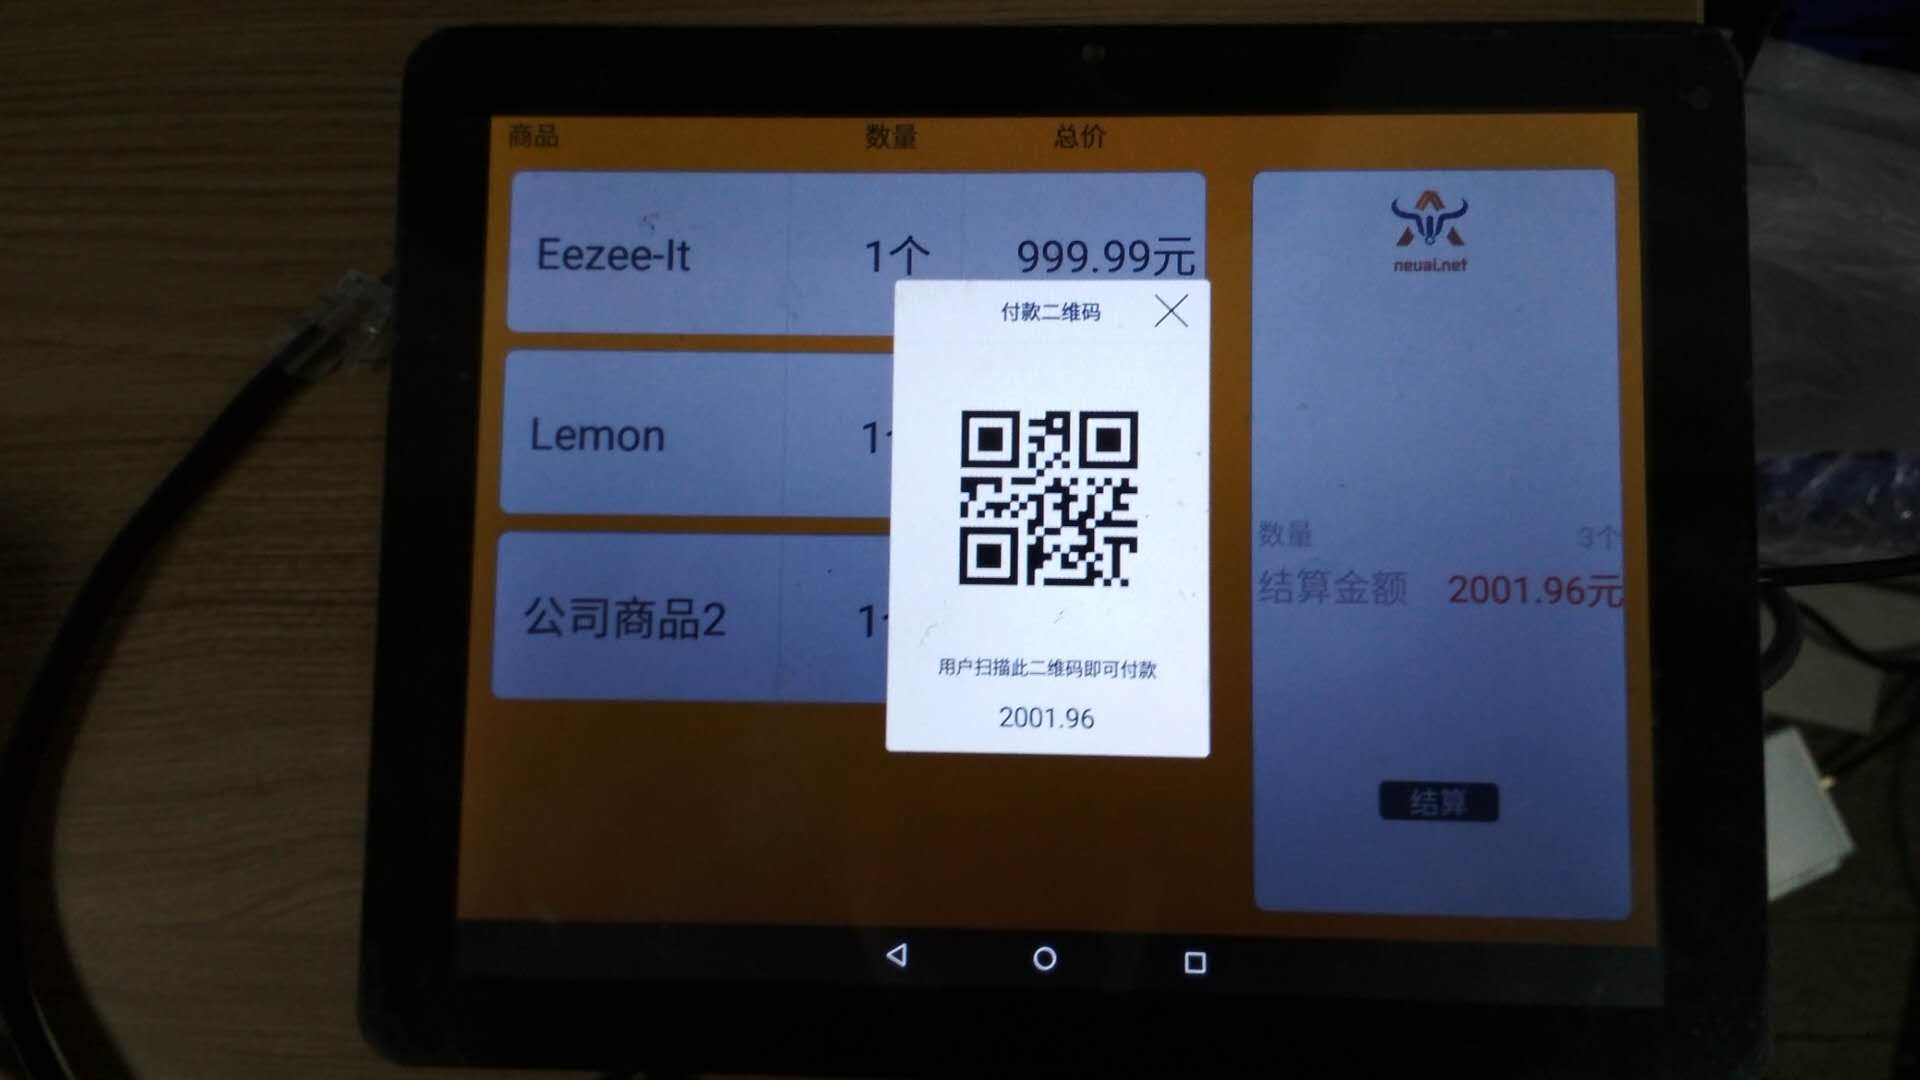 商品 数量 总价
Eezee-It 1个 999.99元
neual.net
付款二维码
Lemon 1
公司商品2 1
用户扫描此二维码即可付款
2001.96
数量 3个
结算金额 2001.96元
结算